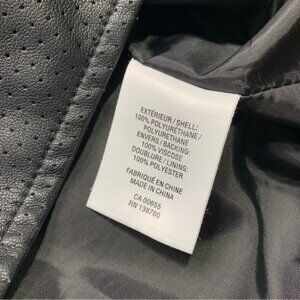 EXTÉRIEUR / SHELL:
100% POLYURÉTHANE /
POLYURETHANE
ENVERS / BACKING:
100% VISCOSE
DOUBLURE / LINING:
100% POLYESTER
FABRIQUÉ EN CHINE
MADE IN CHINA
CA 00655
RN 138760